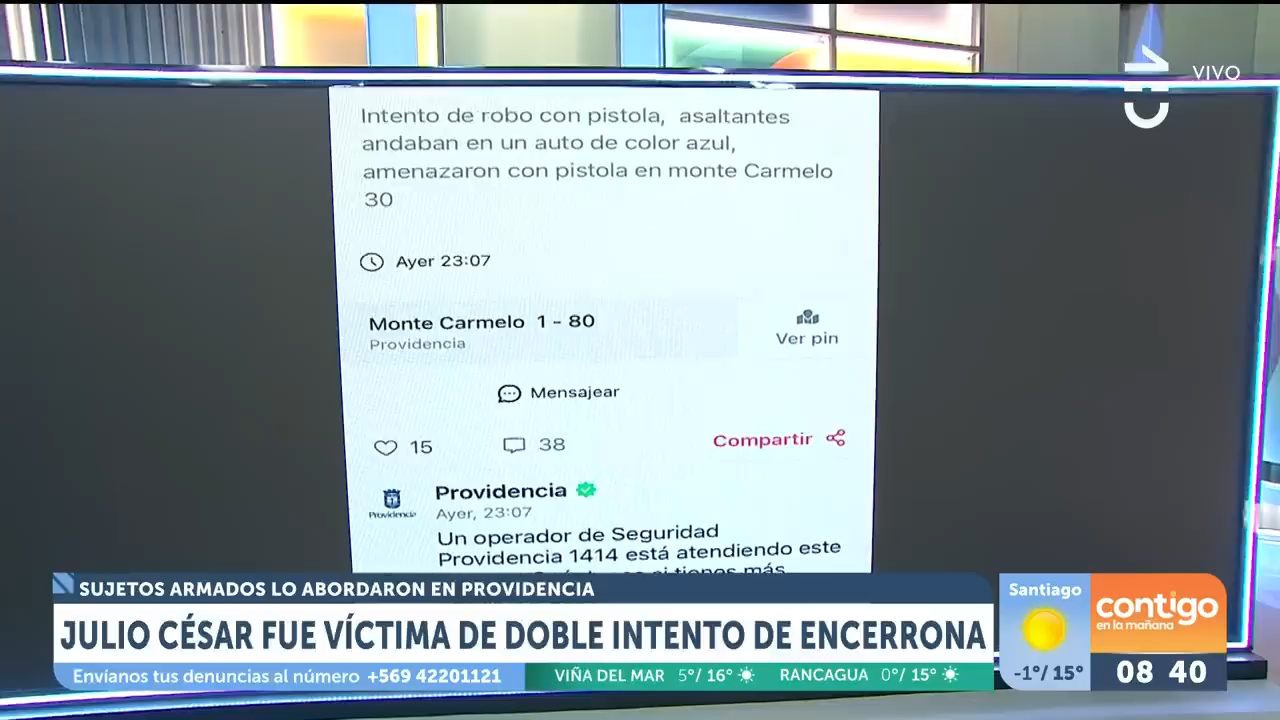 VIVO
Intento de robo con pistola, asaltantes
andaban en un auto de color azul,
amenazaron con pistola en monte Carmelo
30
Ayer 23:07
Monte Carmelo 1 - 80
Providencia
Ver pin
Mensajear
15
38
Compartir
Providencia
Providencia
Ayer, 23:07
Un operador de Seguridad
Providencia 1414 está atendiendo este
si tienes más
SUJETOS ARMADOS LO ABORDARON EN PROVIDENCIA
JULIO CÉSAR FUE VÍCTIMA DE DOBLE INTENTO DE ENCERRONA
Envíanos tus denuncias al número +569 42201121
VIÑA DEL MAR 5°/ 16°
RANCAGUA 0°/ 15°
Santiago
-1°/ 15°
contigo
en la mañana
08 40